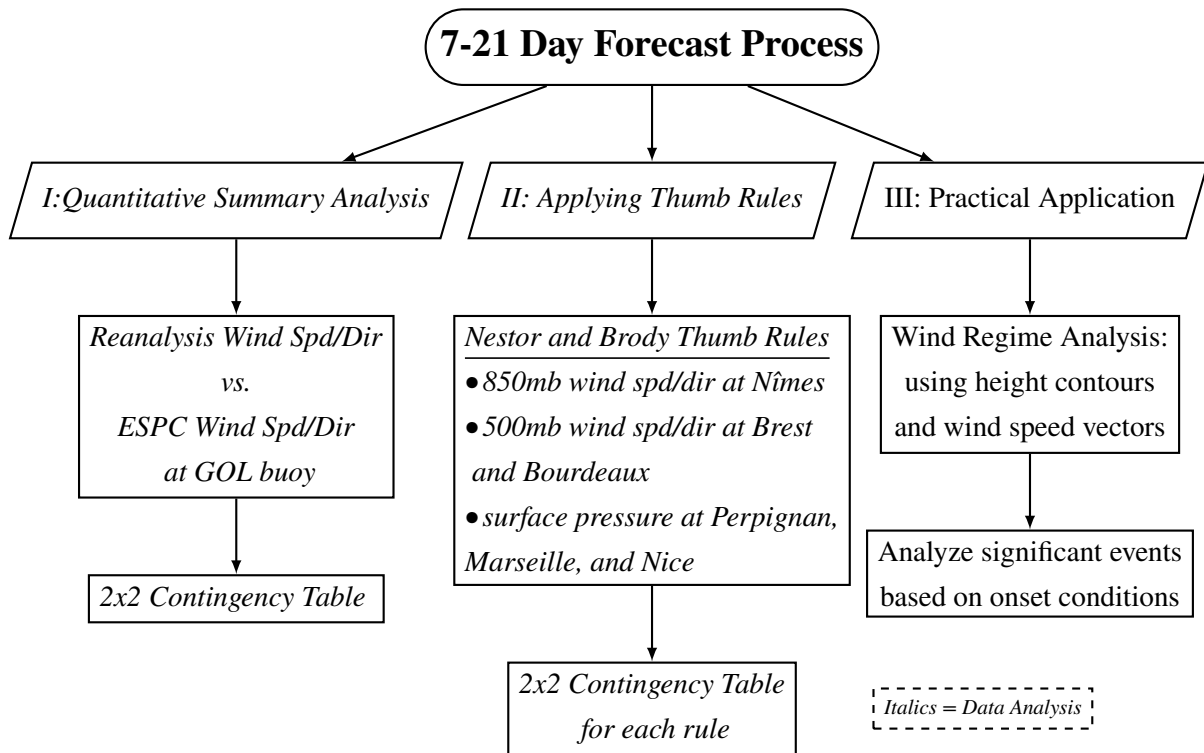 7-21 Day Forecast Process
I:Quantitative Summary Analysis
II: Applying Thumb Rules
III: Practical Application
Reanalysis Wind Spd/Dir
vs.
ESPC Wind Spd/Dir
at GOL buoy
2x2 Contingency Table
Nestor and Brody Thumb Rules
•850mb wind spd/dir at Nîmes
•500mb wind spd/dir at Brest
and Bourdeaux
•surface pressure at Perpignan,
Marseille, and Nice
2x2 Contingency Table
for each rule
Wind Regime Analysis:
using height contours
and wind speed vectors
Analyze significant events
based on onset conditions
Italics = Data Analysis